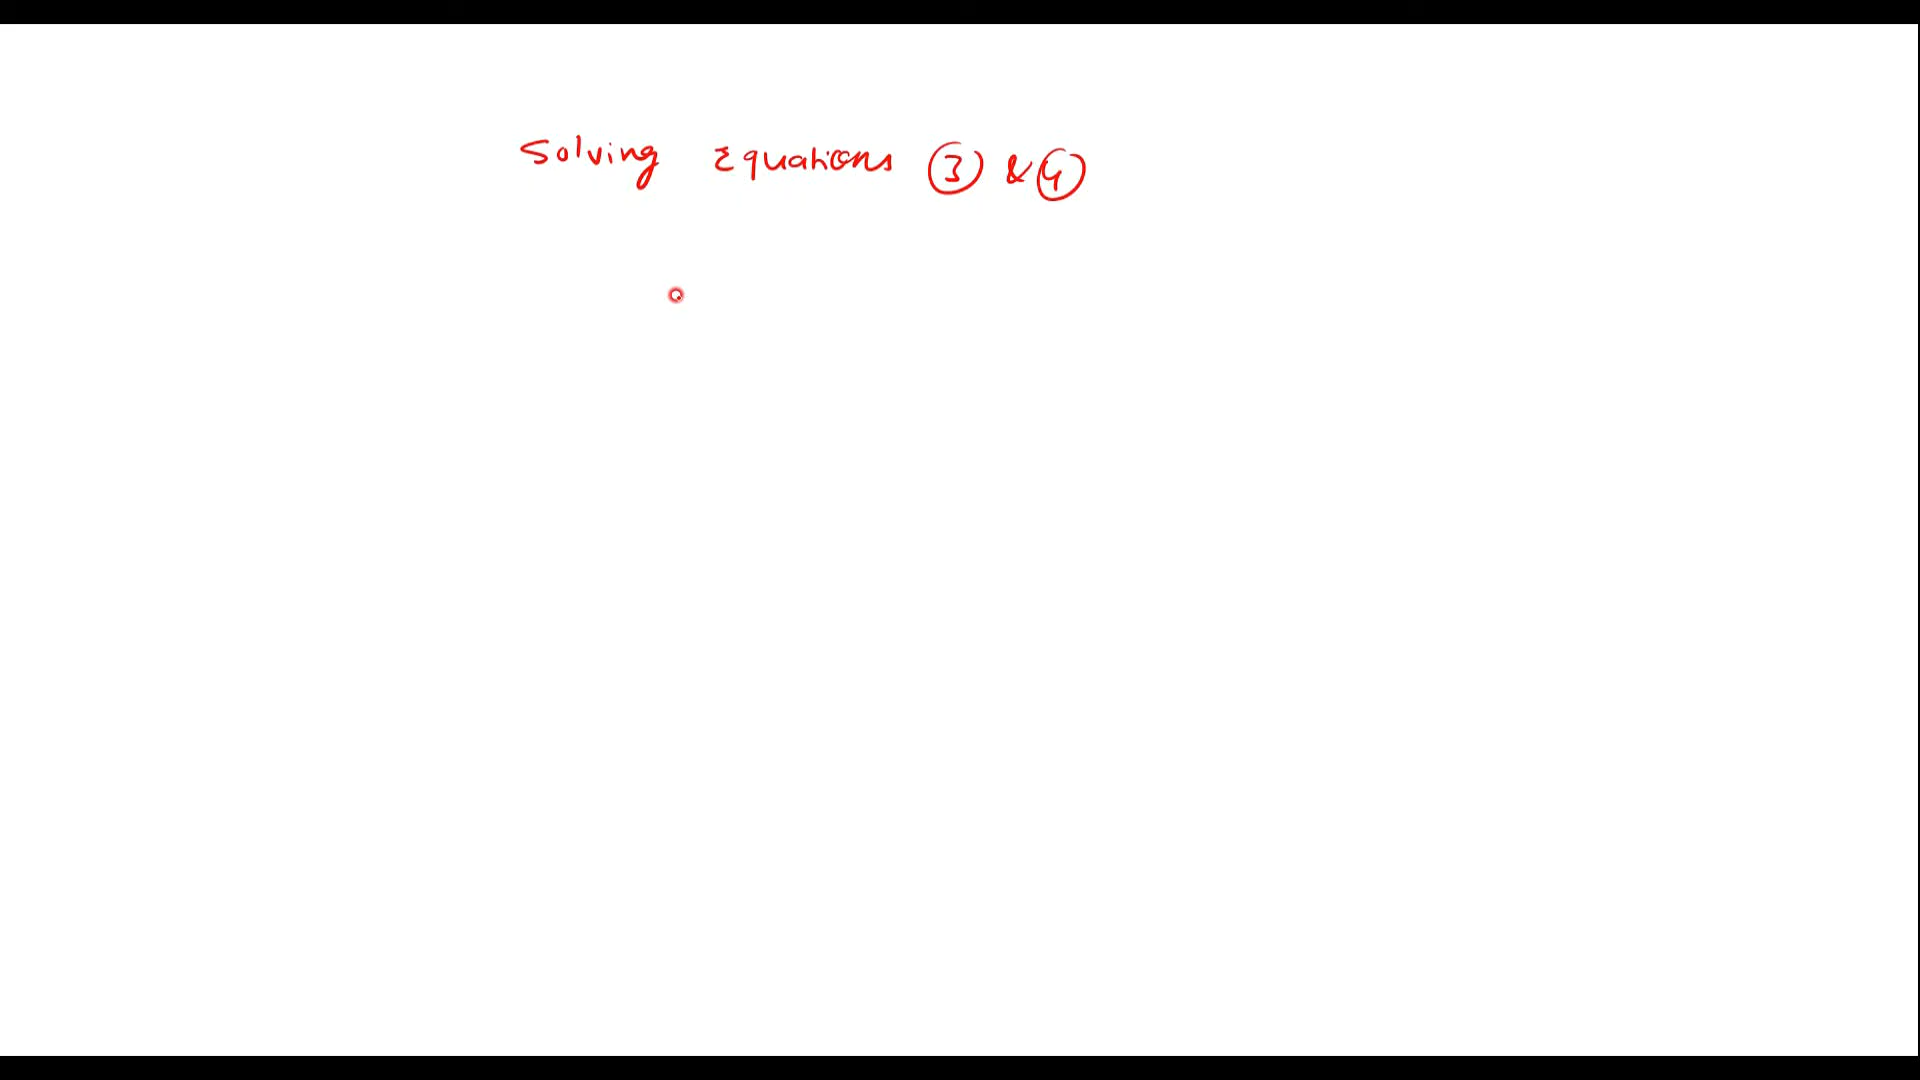 Solving Equations ③ & ④